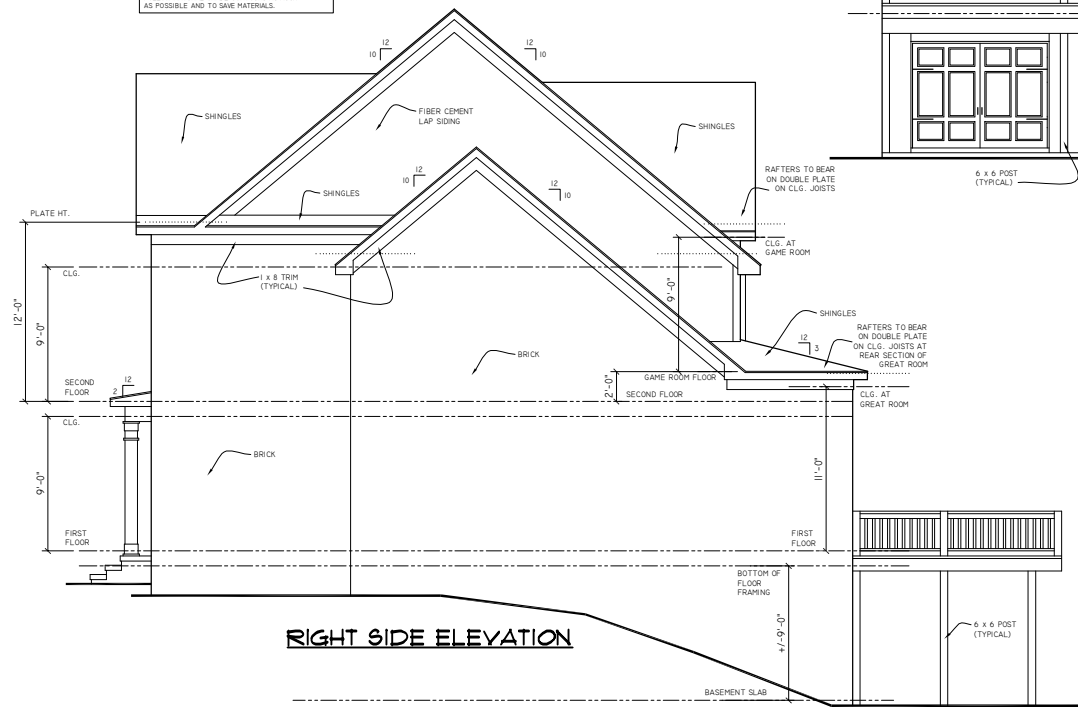 AS POSSIBLE AND TO SAVE MATERIALS.
12
10
12
10
SHINGLES
FIBER CEMENT
LAP SIDING
SHINGLES
12
10
12
10
SHINGLES
RAFTERS TO BEAR
ON DOUBLE PLATE
ON CLG. JOISTS
6 x 6 POST
(TYPICAL)
PLATE HT.
CLG. AT
GAME ROOM
CLG.
1 x 8 TRIM
(TYPICAL)
12'-0"
9'-0"
9'-0"
SHINGLES
12
3
RAFTERS TO BEAR
ON DOUBLE PLATE
ON CLG. JOISTS AT
REAR SECTION OF
GREAT ROOM
BRICK
SECOND
FLOOR
2
12
GAME ROOM FLOOR
2'-0"
SECOND FLOOR
CLG. AT
GREAT ROOM
CLG.
BRICK
9'-0"
11'-0"
FIRST
FLOOR
FIRST
FLOOR
BOTTOM OF
FLOOR
FRAMING
+/-9'-0"
6 x 6 POST
(TYPICAL)
RIGHT SIDE ELEVATION
BASEMENT SLAB